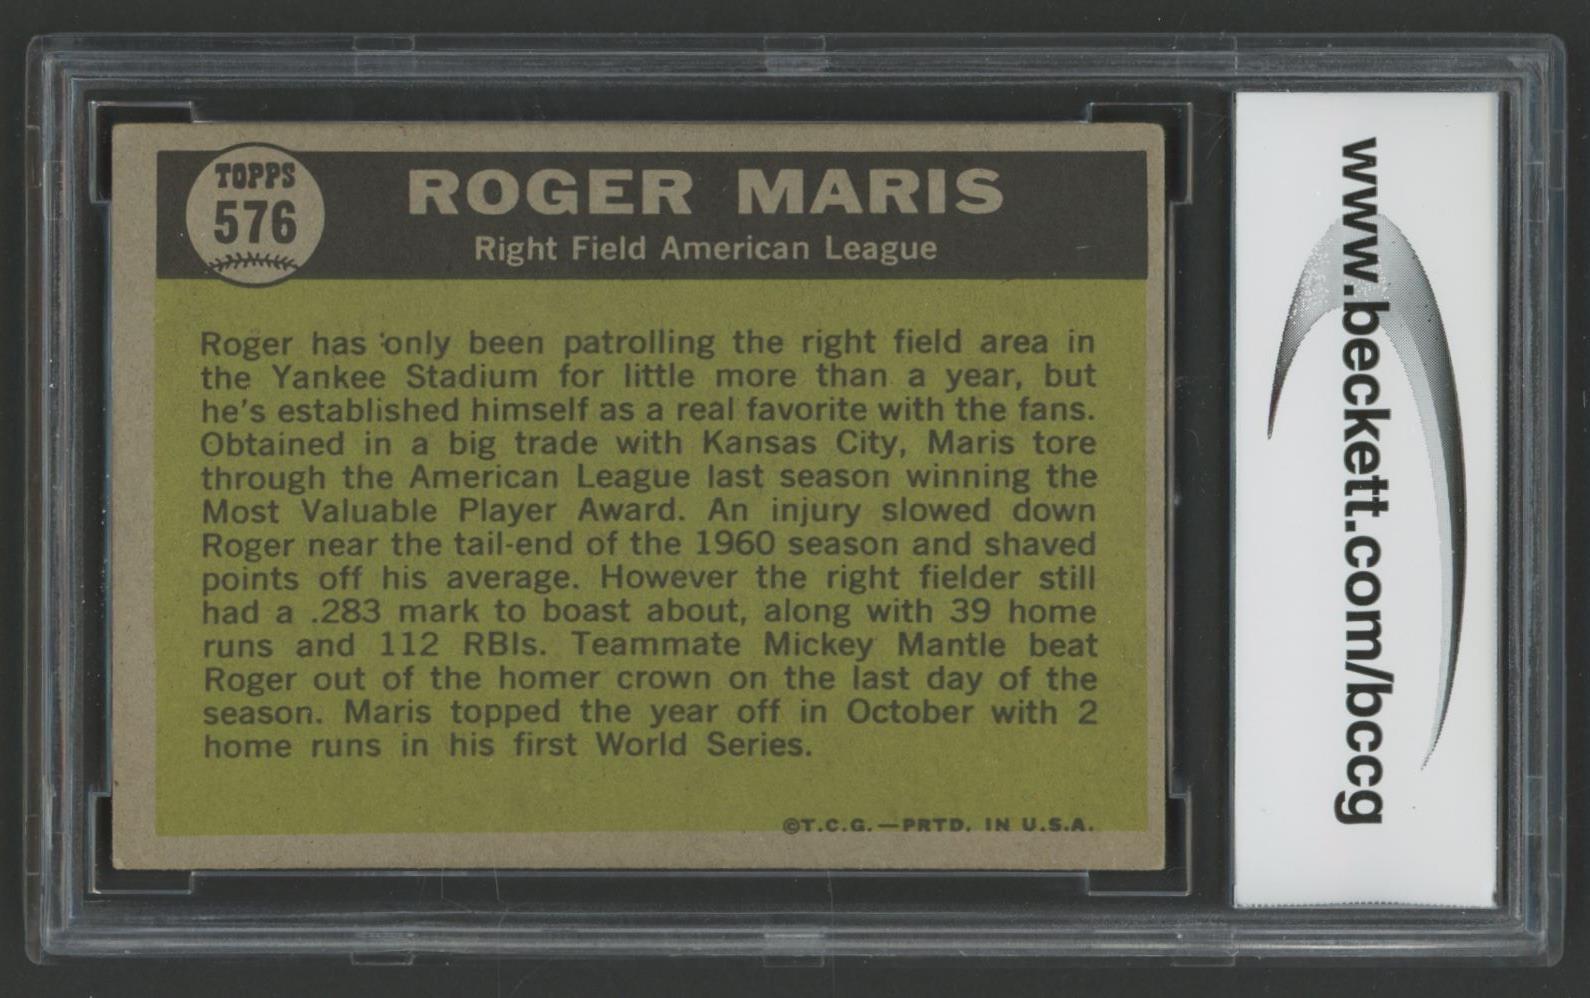 TOPPS
576
ROGER MARIS
Right Field American League
Roger has only been patrolling the right field area in
the Yankee Stadium for little more than a year, but
he's established himself as a real favorite with the fans.
Obtained in a big trade with Kansas City, Maris tore
through the American League last season winning the
Most Valuable Player Award. An injury slowed down
Roger near the tail-end of the 1960 season and shaved
points off his average. However the right fielder still
had a .283 mark to boast about, along with 39 home
runs and 112 RBIs. Teammate Mickey Mantle beat
Roger out of the homer crown on the last day of the
season. Maris topped the year off in October with 2
home runs in his first World Series.
©T.C.G.—PRTD. IN U.S.A.
www.beckett.com/bccg